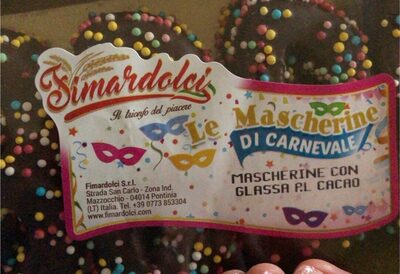 Fimardolci
Il trionfo del piacere
Le Mascherine
DI CARNEVALE
MASCHERINE CON
GLASSA P.L CACAO
Fimardolci S.r.l.
Strada San Carlo - Zona Ind.
Mazzocchio - 04014 Pontinia
(LT) Italia. Tel. +39 0773 853304
www.fimardolci.com